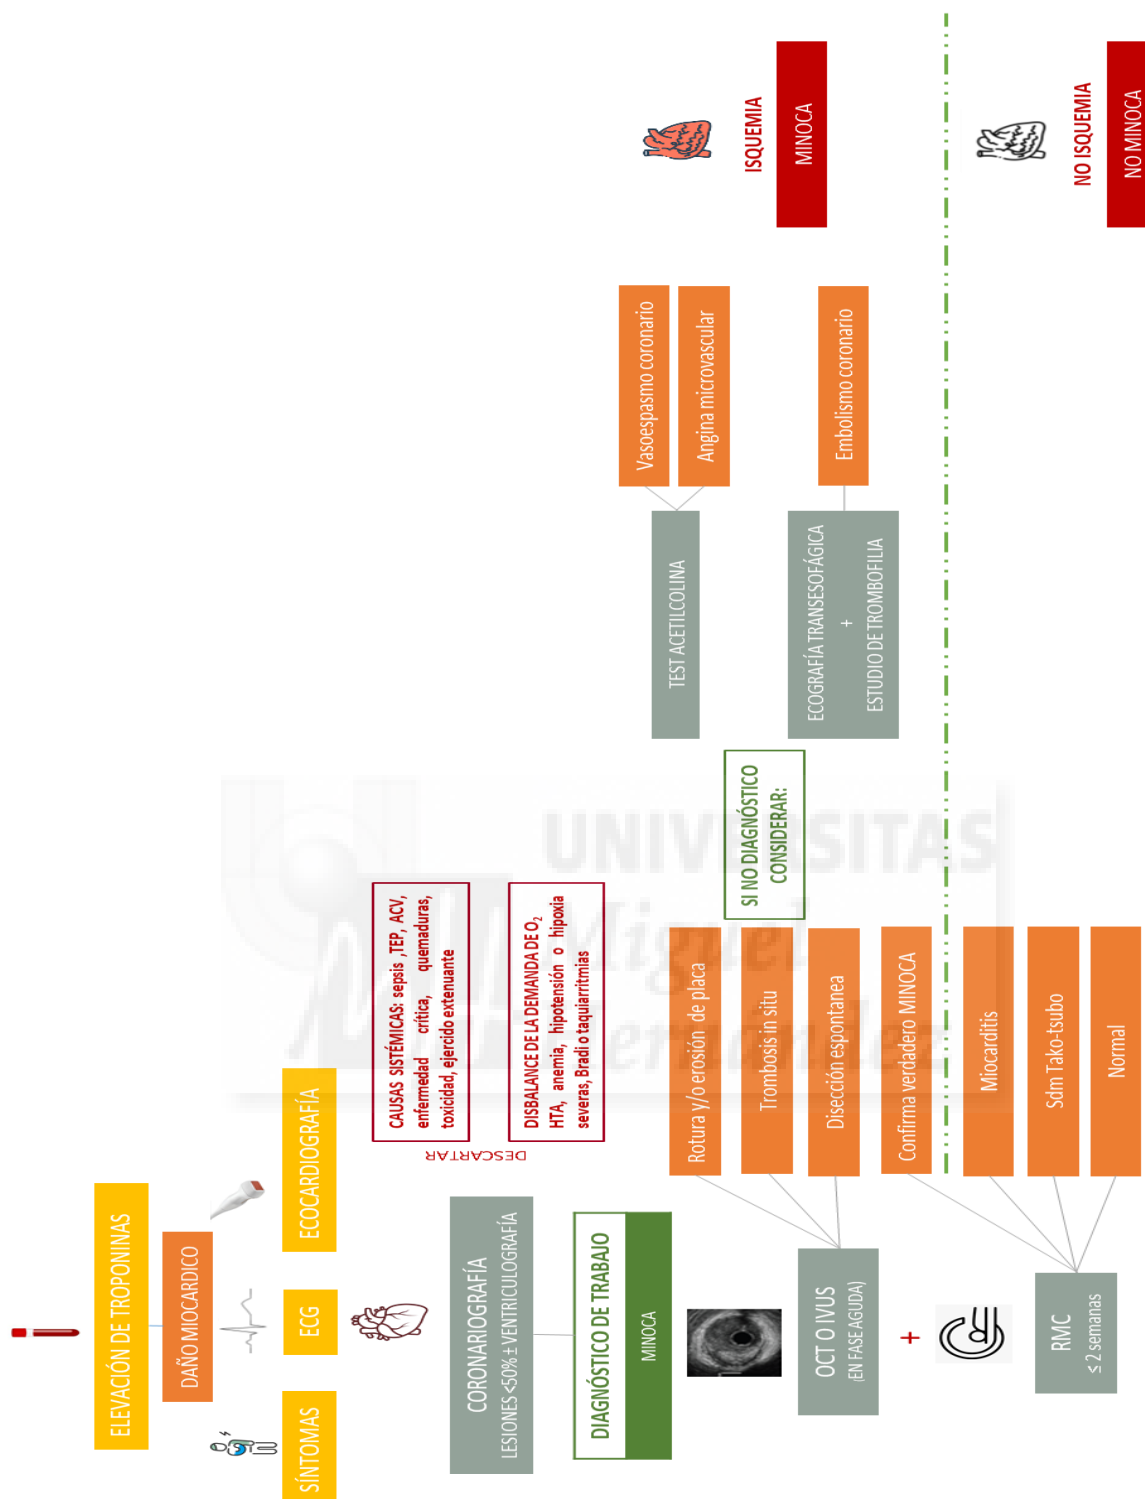 ELEVACIÓN DE TROPONINAS
DAÑO MIOCARDICO
SÍNTOMAS
ECG
ECOCARDIOGRAFÍA
CORONARIOGRAFÍA
LESIONES <50% ± VENTRICULOGRAFÍA
DESCARTAR
CAUSAS SISTÉMICAS: sepsis ,TEP, ACV,
enfermedad crítica, quemaduras,
toxicidad, ejercido extenuante
DISBALANCE DE LA DEMANDA DE O₂
HTA, anemia, hipotensión o hipoxia
severas, Bradi o taquiarritmias
DIAGNÓSTICO DE TRABAJO
MINOCA
OCT O IVUS
(EN FASE AGUDA)
+
RMC
≤ 2 semanas
Rotura y/o erosión de placa
Trombosis in situ
Disección espontanea
Confirma verdadero MINOCA
Miocarditis
Sdm Tako-tsubo
Normal
SI NO DIAGNÓSTICO
CONSIDERAR:
TEST ACETILCOLINA
ECOGRAFÍA TRANSESOFÁGICA
+
ESTUDIO DE TROMBOFILIA
Vasoespasmo coronario
Angina microvascular
Embolismo coronario
ISQUEMIA
MINOCA
NO ISQUEMIA
NO MINOCA
UNIVERSITAS
Miguel
Hernández